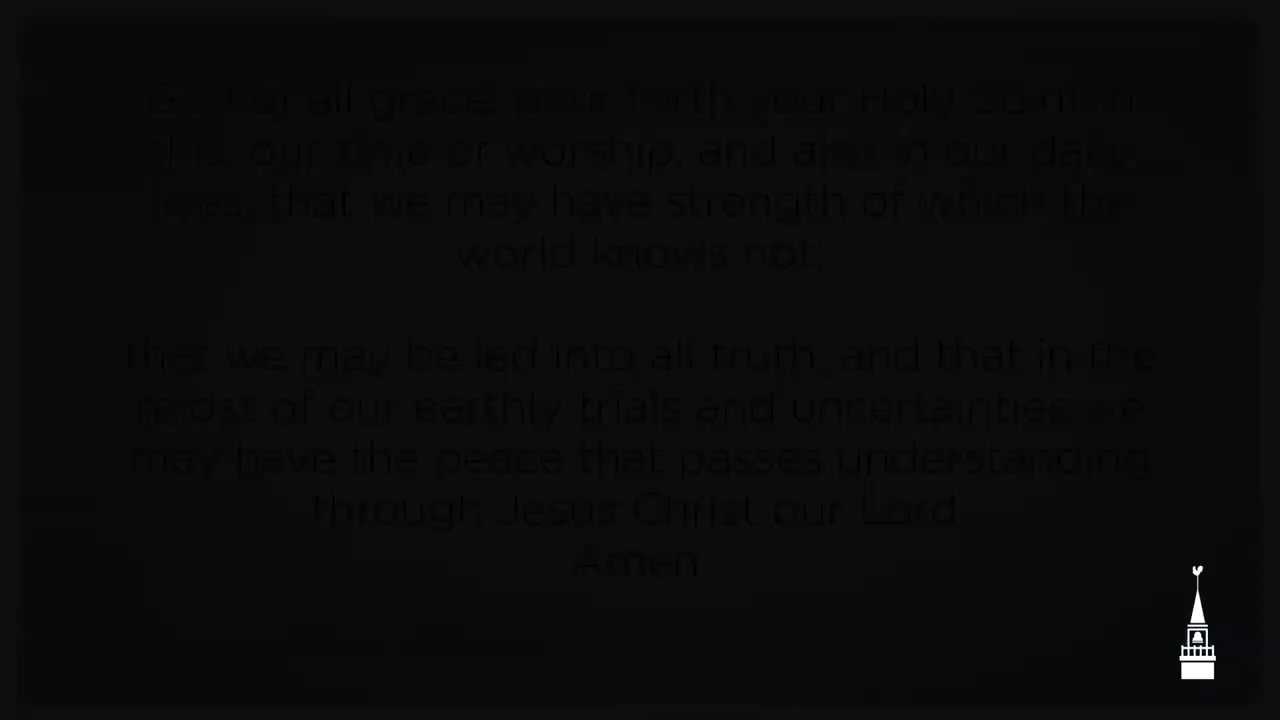 God of all grace, pour forth your Holy Spirit in
this, our time of worship, and also in our daily
lives, that we may have strength of which the
world knows not;
that we may be led into all truth, and that in the
midst of our earthly trials and uncertainties we
may have the peace that passes understanding
through Jesus Christ our Lord
Amen